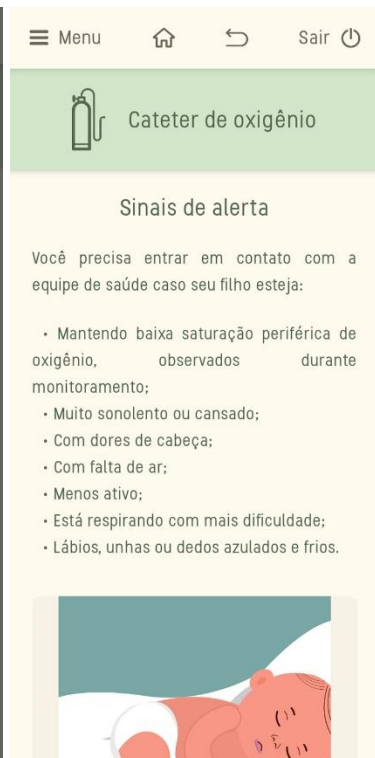 Menu Sair
Cateter de oxigênio
Sinais de alerta
Você precisa entrar em contato com a
equipe de saúde caso seu filho esteja:
• Mantendo baixa saturação periférica de
oxigênio, observados durante
monitoramento;
• Muito sonolento ou cansado;
• Com dores de cabeça;
• Com falta de ar;
• Menos ativo;
• Está respirando com mais dificuldade;
• Lábios, unhas ou dedos azulados e frios.